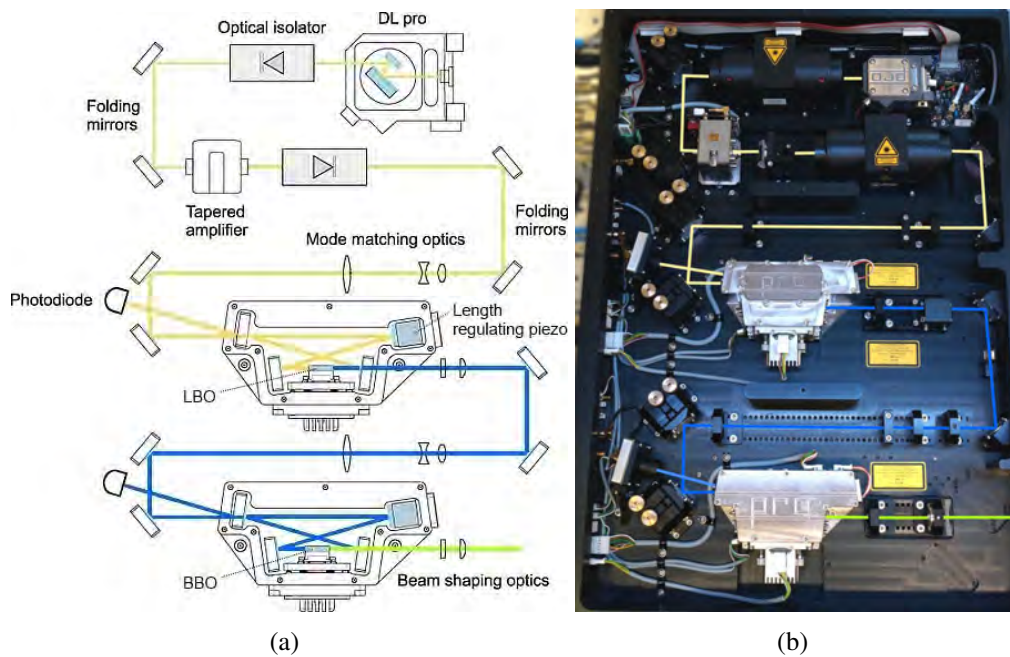 DL pro
Optical isolator
Folding
mirrors
Tapered
amplifier
Folding
mirrors
Mode matching optics
Photodiode
Length
regulating piezo
LBO
BBO
Beam shaping optics
(a)
(b)